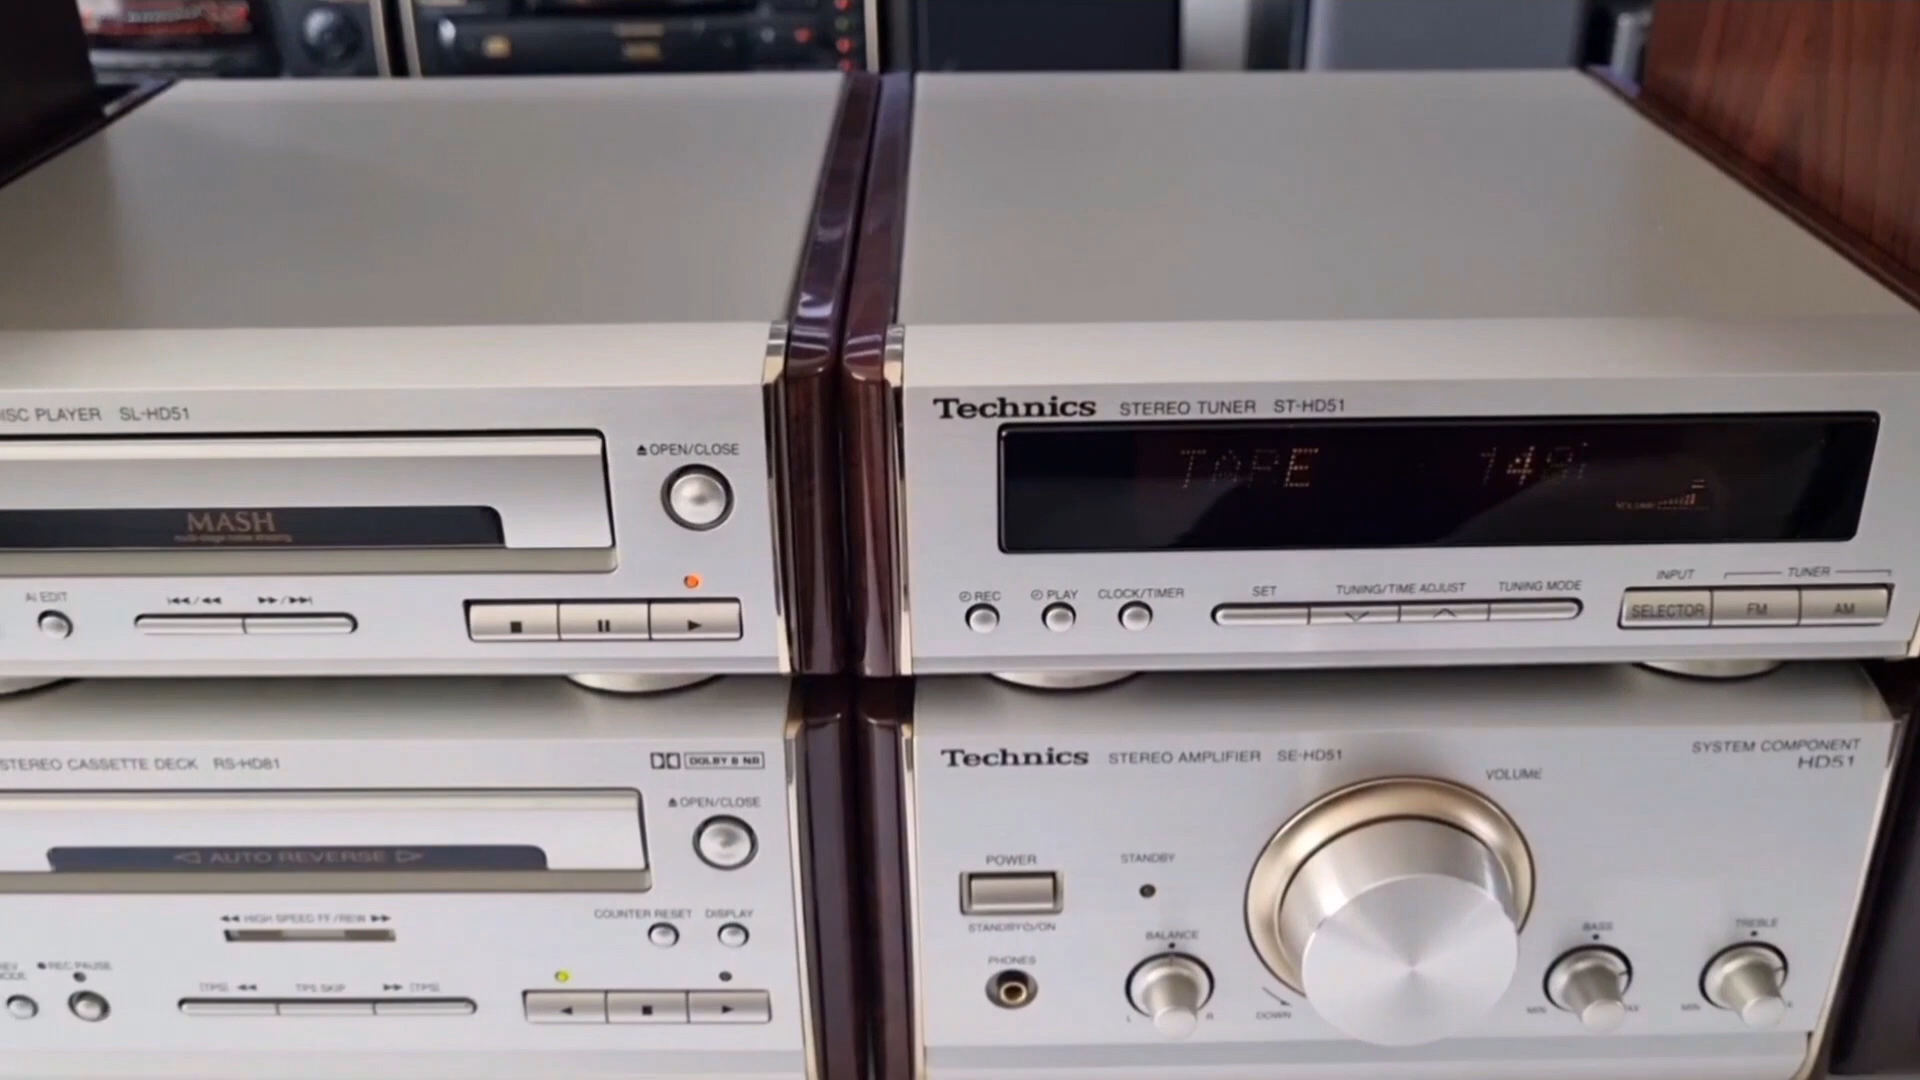 ISC PLAYER SL-HD51
OPEN/CLOSE
MASH
AI EDIT
Technics STEREO TUNER ST-HD51
TAPE
REC
PLAY
CLOCK/TIMER
SET
TUNING/TIME ADJUST
TUNING MODE
INPUT
SELECTOR
TUNER
FM
AM
STEREO CASSETTE DECK RS-HD81
DOLBY B NR
OPEN/CLOSE
AUTO REVERSE
HIGH SPEED FF/REW
COUNTER RESET
DISPLAY
REC PAUSE
TPS
TPS SKIP
TPS
Technics STEREO AMPLIFIER SE-HD51
SYSTEM COMPONENT
HD51
VOLUME
POWER
STANDBY
STANDBY/ON
PHONES
BALANCE
L
R
DOWN
BASS
MIN
TREBLE
MIN